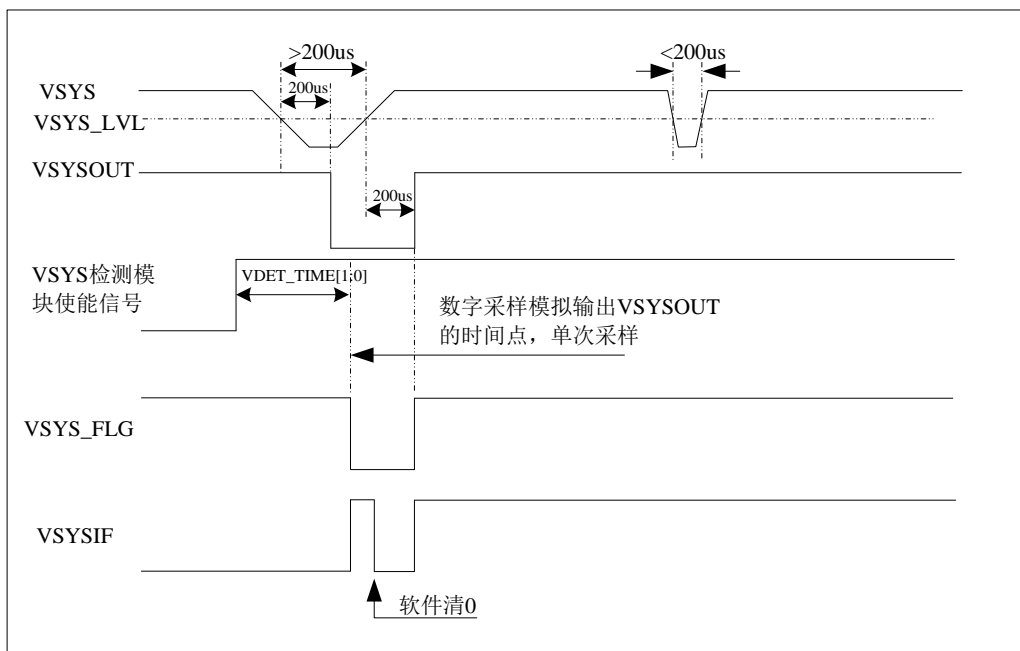 >200us
<200us
200us
VSYS
VSYS_LVL
VSYSOUT
200us
VSYS检测模
块使能信号
VDET_TIME[1:0]
数字采样模拟输出VSYSOUT
的时间点，单次采样
VSYS_FLG
VSYSIF
软件清0